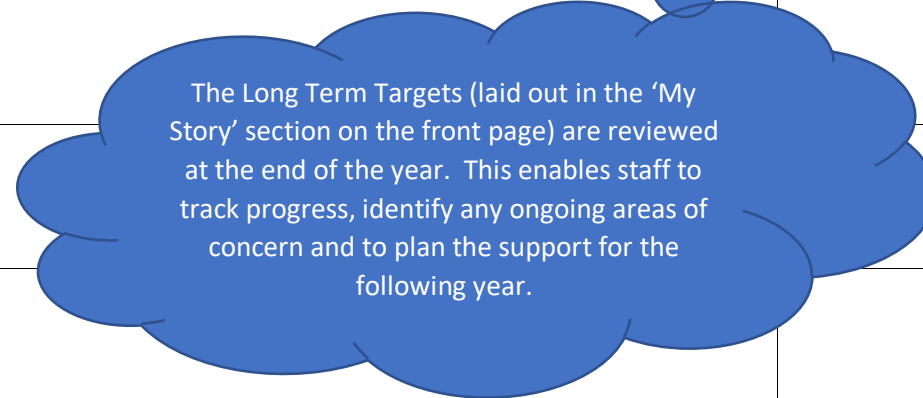 The Long Term Targets (laid out in the ‘My
Story’ section on the front page) are reviewed
at the end of the year.  This enables staff to
track progress, identify any ongoing areas of
concern and to plan the support for the
following year.